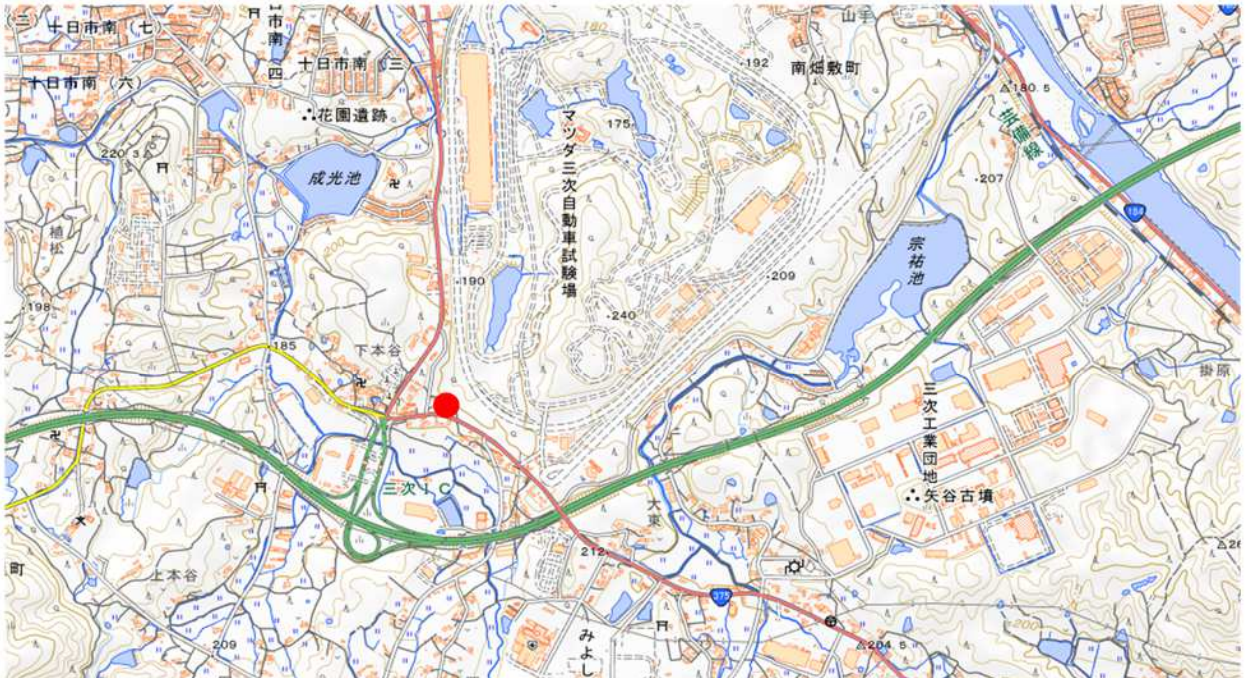 十日市南(七)
日市南(四)
十日市南(三)
十日市南(六)
花園遺跡
180
192
山手
南畑敷町
180.5
芸備線
175
マツダ三次自動車試験場
220.3
成光池
207
184
植松
200
宗祐池
190
209
198
240
185
下本谷
掛原
三次工業団地
三次IC
矢谷古墳
大東
212
町
上本谷
375
みよし
209
200
204.5